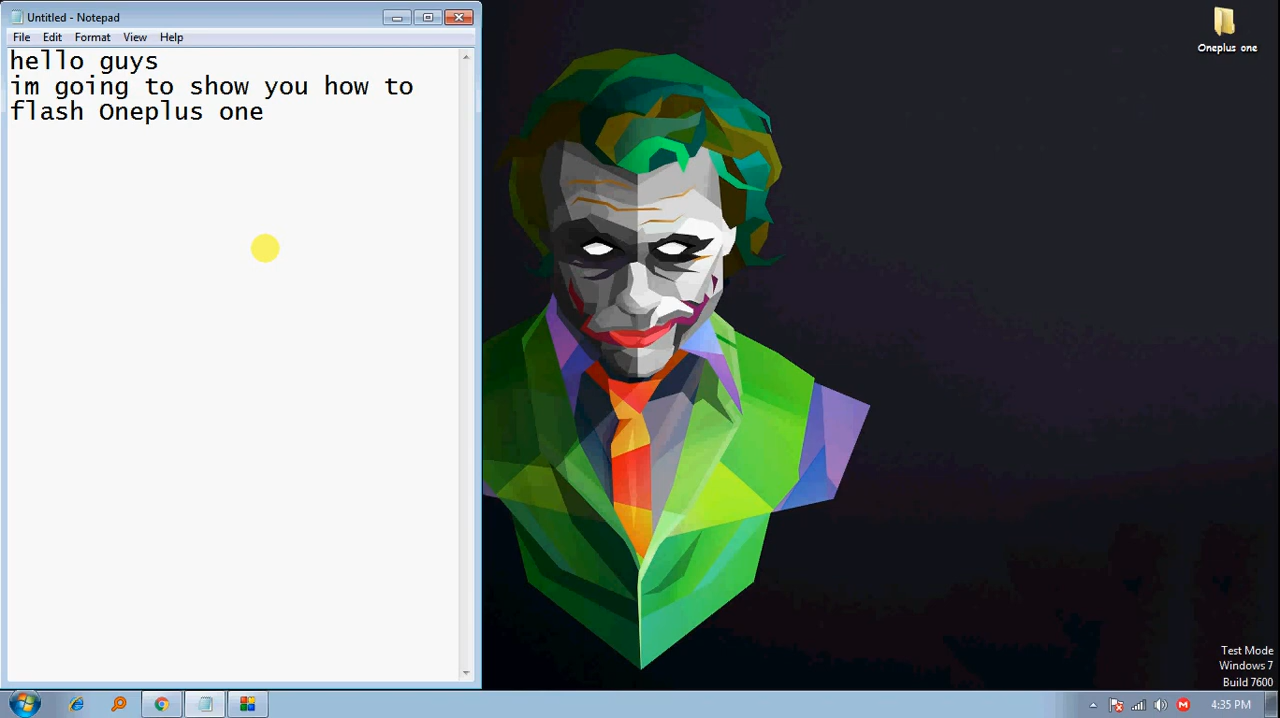 Untitled - Notepad
File Edit Format View Help
hello guys
im going to show you how to
flash Oneplus one
Oneplus one
Test Mode
Windows 7
Build 7600
4:35 PM